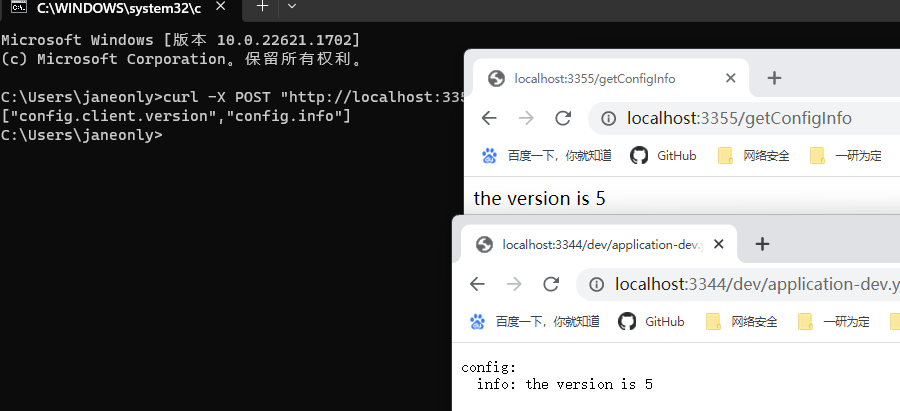 C:\WINDOWS\system32\c
Microsoft Windows [版本 10.0.22621.1702]
(c) Microsoft Corporation。保留所有权利。
C:\Users\janeonly>curl -X POST "http://localhost:335
["config.client.version","config.info"]
C:\Users\janeonly>
localhost:3355/getConfigInfo
localhost:3355/getConfigInfo
百度一下，你就知道 GitHub 网络安全 一研为定
the version is 5
localhost:3344/dev/application-dev.y
localhost:3344/dev/application-dev.y
百度一下，你就知道 GitHub 网络安全 一研为定
config:
  info: the version is 5